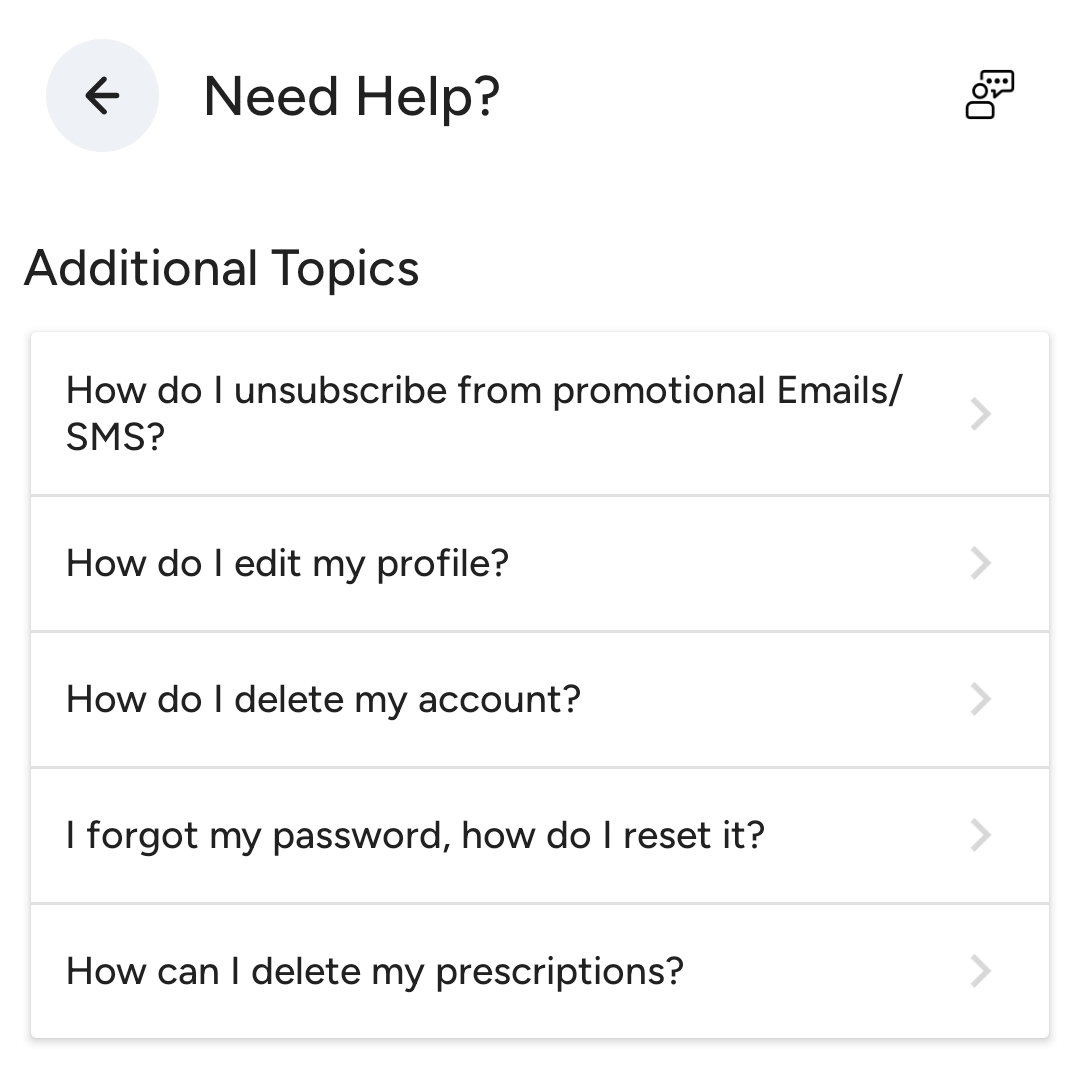 Need Help?
Additional Topics
How do I unsubscribe from promotional Emails/
SMS?
How do I edit my profile?
How do I delete my account?
I forgot my password, how do I reset it?
How can I delete my prescriptions?